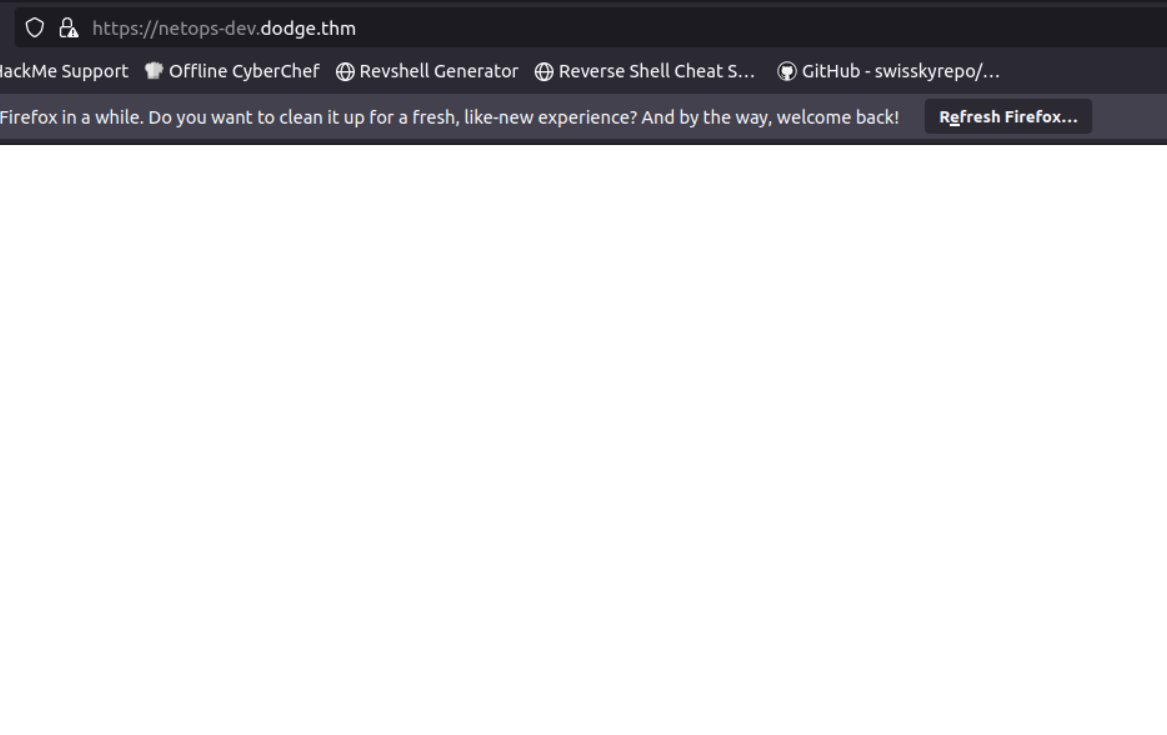 https://netops-dev.dodge.thm
HackMe Support Offline CyberChef Revshell Generator Reverse Shell Cheat S... GitHub - swisskyrepo/...
Firefox in a while. Do you want to clean it up for a fresh, like-new experience? And by the way, welcome back! Refresh Firefox...